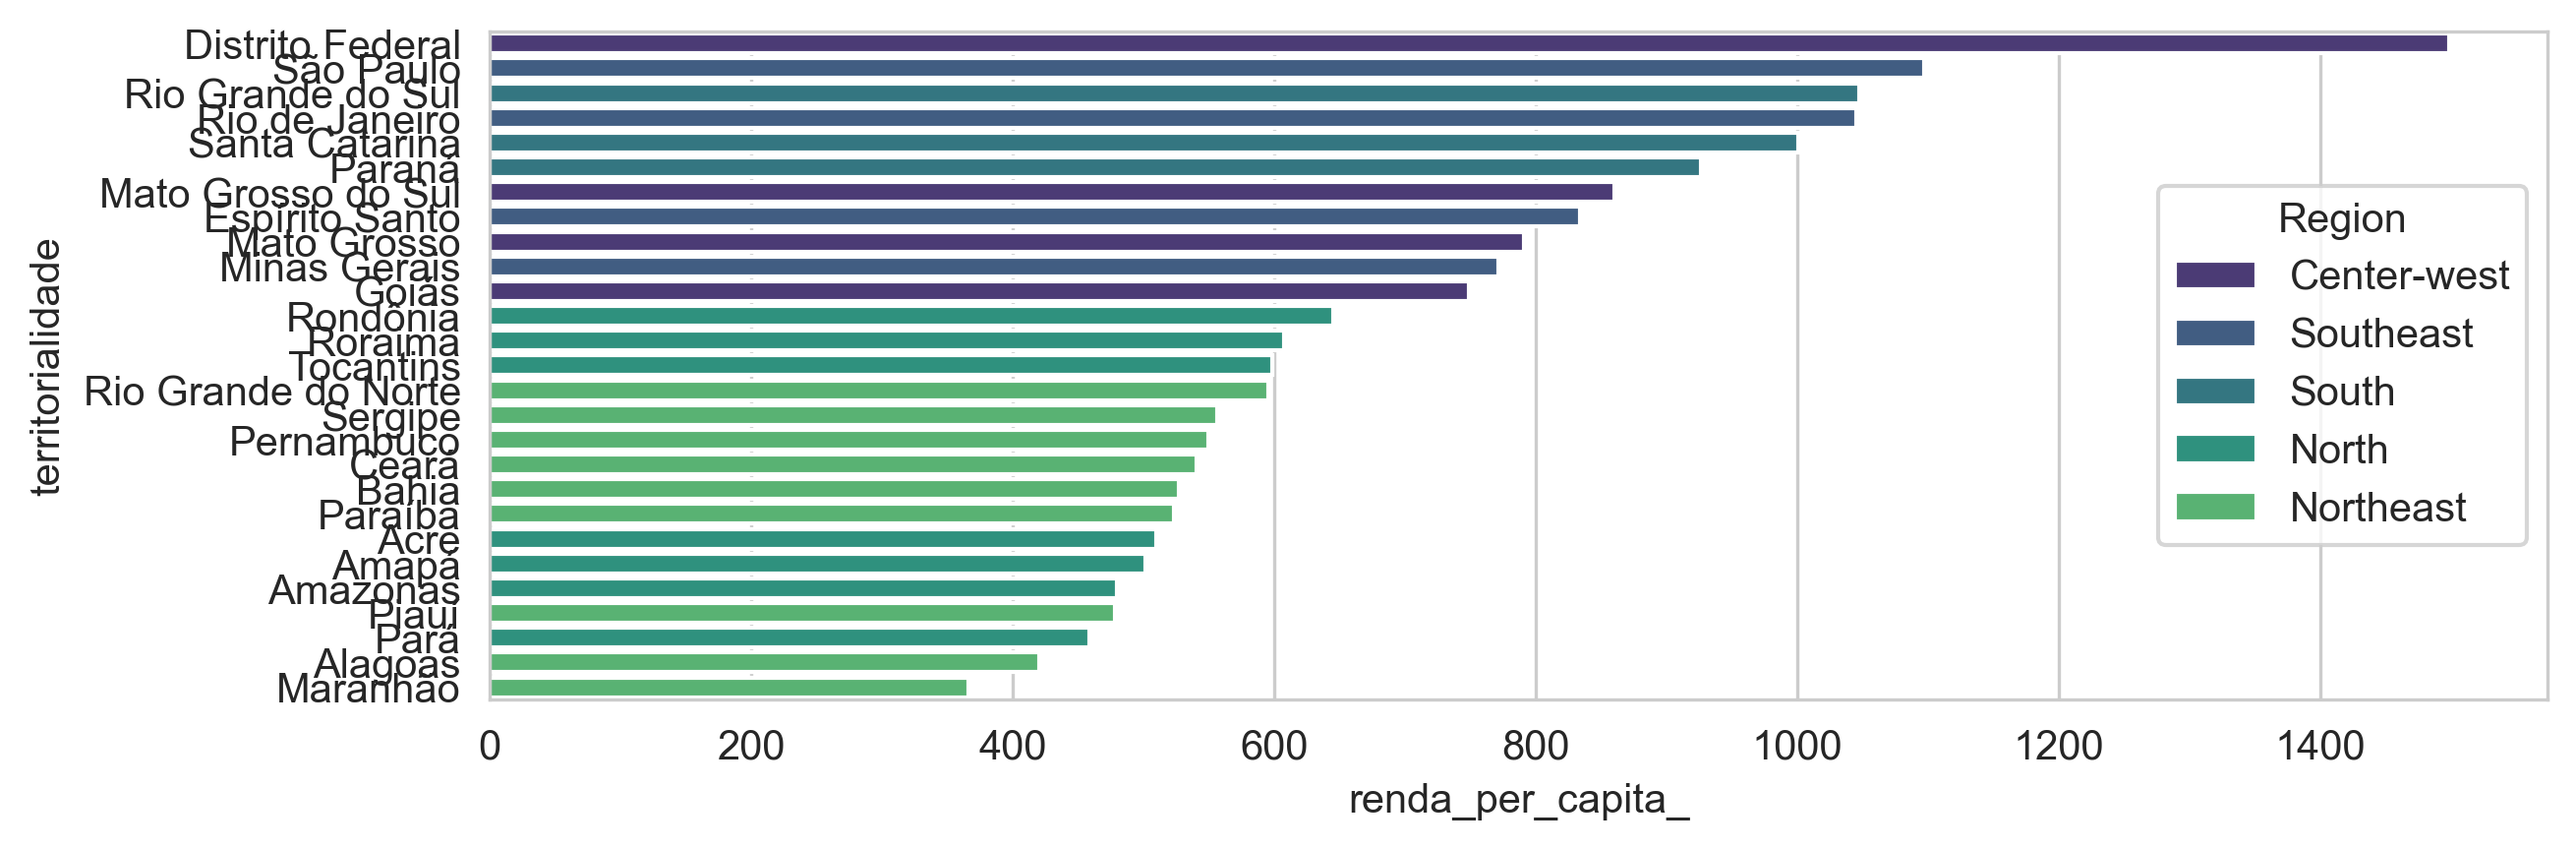 Distrito Federal
São Paulo
Rio Grande do Sul
Rio de Janeiro
Santa Catarina
Paraná
Mato Grosso do Sul
Espírito Santo
Mato Grosso
Minas Gerais
Goiás
Rondônia
Roraima
Tocantins
Rio Grande do Norte
Sergipe
Pernambuco
Ceará
Bahia
Paraíba
Acre
Amapá
Amazonas
Piauí
Pará
Alagoas
Maranhão
territorialidade
0 200 400 600 800 1000 1200 1400
renda_per_capita_
Region
Center-west
Southeast
South
North
Northeast